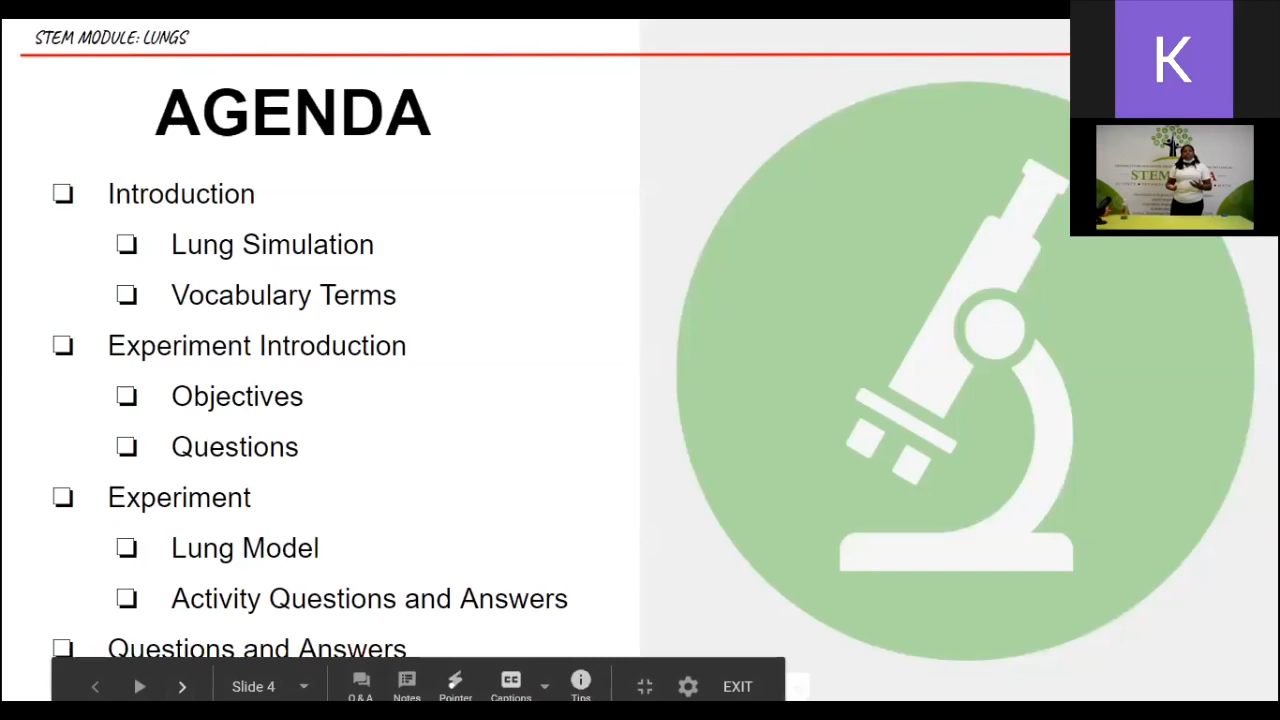 STEM MODULE: LUNGS
K
AGENDA
❏ Introduction
❏ Lung Simulation
❏ Vocabulary Terms
❏ Experiment Introduction
❏ Objectives
❏ Questions
❏ Experiment
❏ Lung Model
❏ Activity Questions and Answers
❏ Questions and Answers
Slide 4
Q & A
Notes
Pointer
CC
Captions
Tips
EXIT
STEM